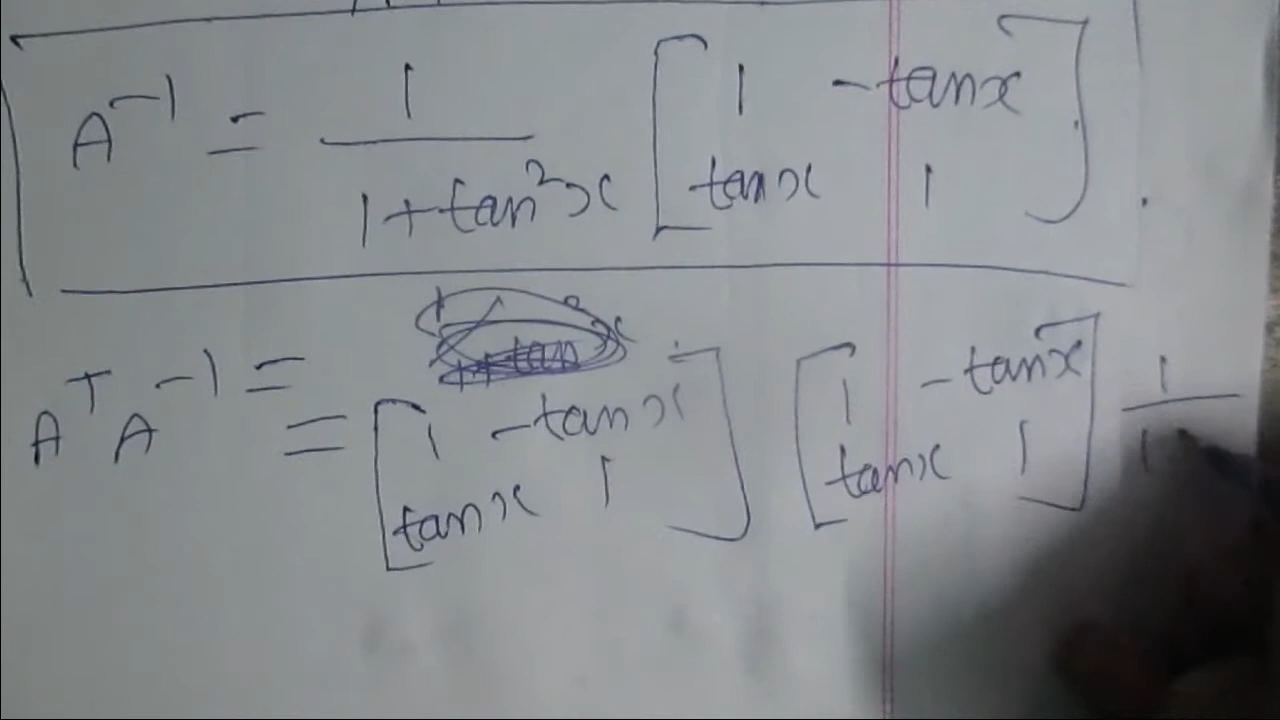 A⁻¹ = 1/(1+tan²x) [1 -tanx; tanx 1]
Aᵀ A⁻¹ =
= [1 -tanx; tanx 1] [1 -tanx; tanx 1] 1/1